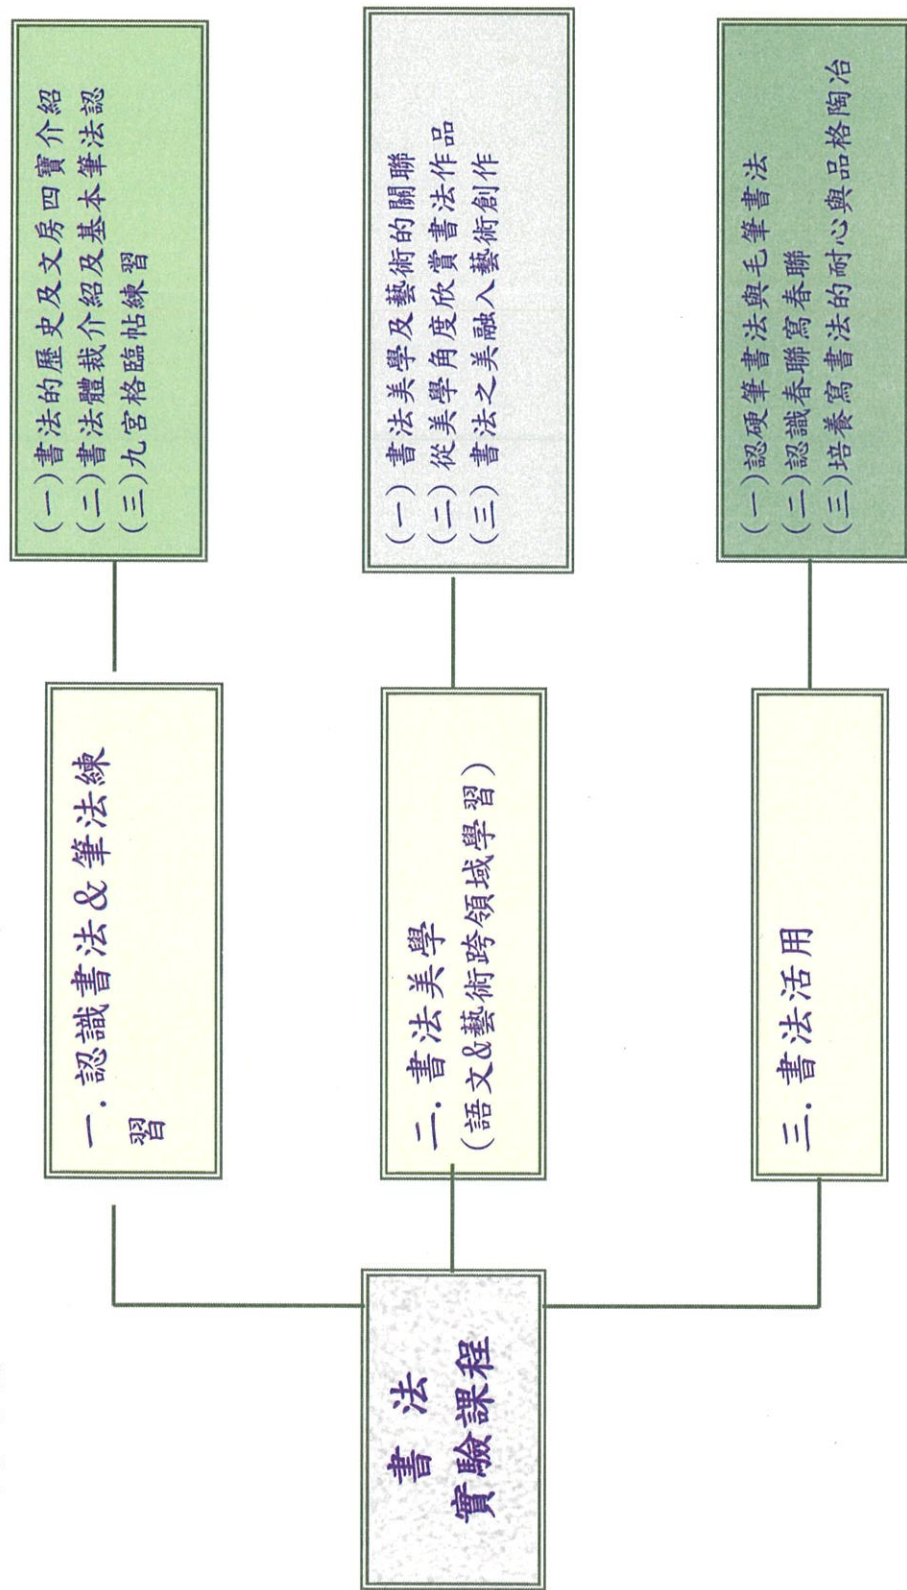 書 法
實驗課程
一.認識書法&筆法練
習
(一)書法的歷史及文房四寶介紹
(二)書法體裁介紹及基本筆法認
(三)九宮格臨帖練習
二.書法美學
(語文&藝術跨領域學習)
(一) 書法美學及藝術的關聯
(二)從美學角度欣賞書法作品
(三) 書法之美融入藝術創作
三.書法活用
(一)認硬筆書法與毛筆書法
(二)認識春聯寫春聯
(三)培養寫書法的耐心與品格陶冶